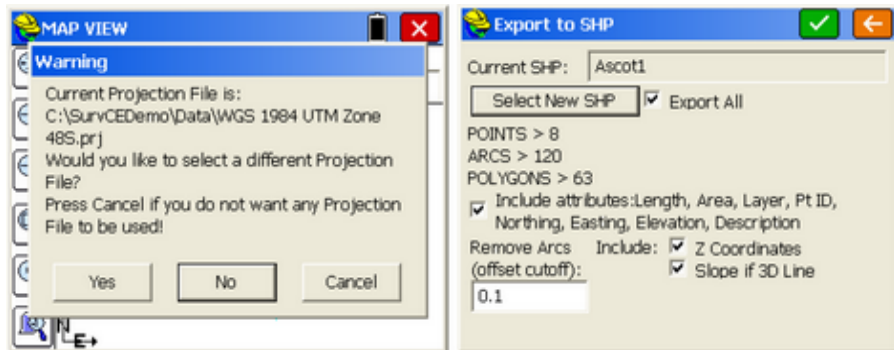 MAP VIEW
Warning
Current Projection File is:
C:\SurvCEDemo\Data\WGS 1984 UTM Zone
48S.prj
Would you like to select a different Projection
File?
Press Cancel if you do not want any Projection
File to be used!
Yes
No
Cancel
N
E
Export to SHP
Current SHP:
Ascot1
Select New SHP
Export All
POINTS > 8
ARCS > 120
POLYGONS > 63
Include attributes:Length, Area, Layer, Pt ID,
Northing, Easting, Elevation, Description
Remove Arcs
(offset cutoff):
0.1
Include:
Z Coordinates
Slope if 3D Line